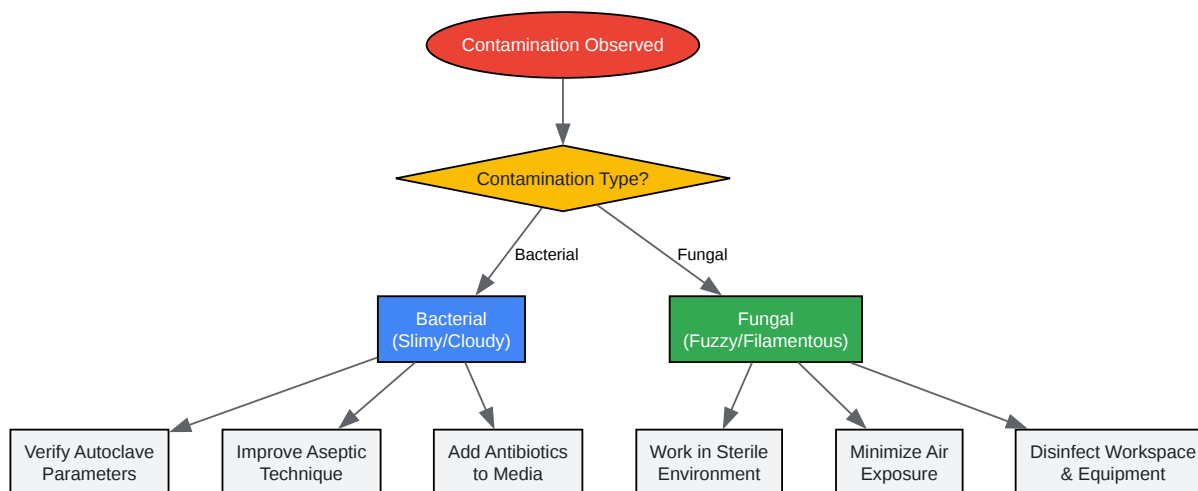 Contamination Observed
Contamination Type?
Bacterial
Fungal
Bacterial
(Slimy/Cloudy)
Fungal
(Fuzzy/Filamentous)
Verify Autoclave
Parameters
Improve Aseptic
Technique
Add Antibiotics
to Media
Work in Sterile
Environment
Minimize Air
Exposure
Disinfect Workspace
& Equipment